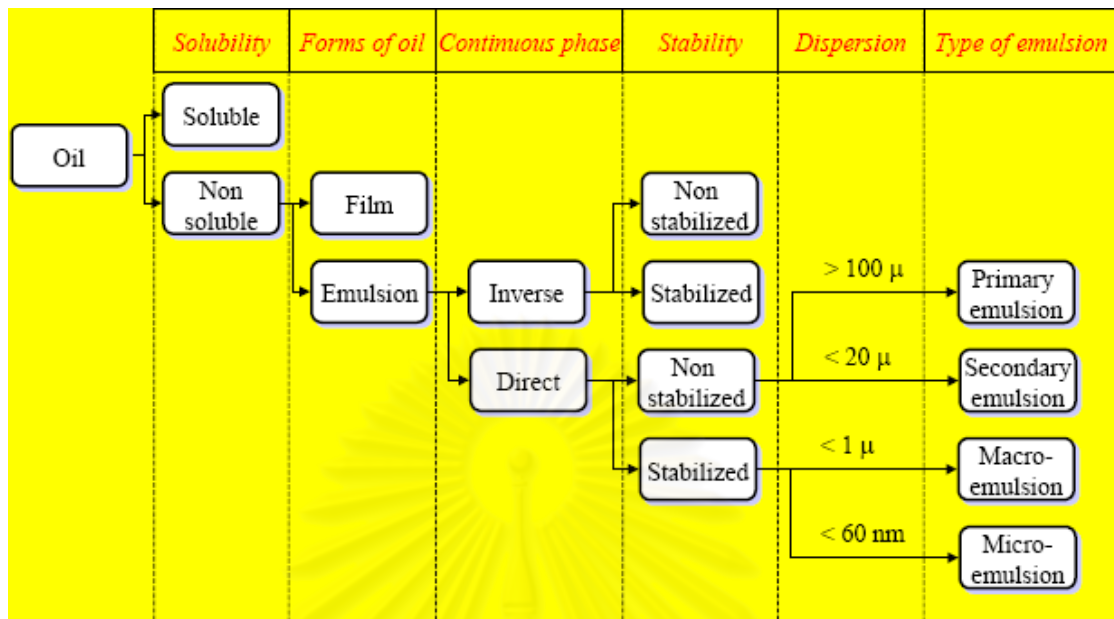 Solubility
Forms of oil
Continuous phase
Stability
Dispersion
Type of emulsion
Oil
Soluble
Non
soluble
Film
Emulsion
Inverse
Direct
Non
stabilized
Stabilized
Non
stabilized
Stabilized
> 100 μ
< 20 μ
< 1 μ
< 60 nm
Primary
emulsion
Secondary
emulsion
Macro-
emulsion
Micro-
emulsion